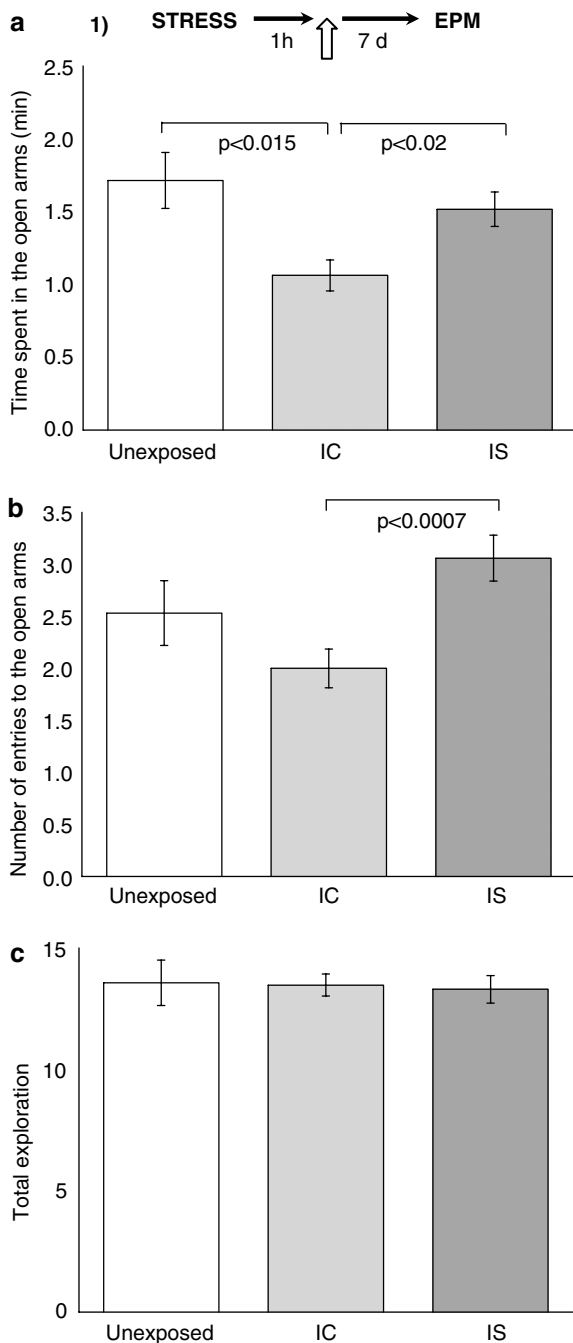 a 1) STRESS 1h 7 d EPM
Time spent in the open arms (min)
2.5
2.0
1.5
1.0
0.5
0.0
p<0.015 p<0.02
Unexposed IC IS
b
Number of entries to the open arms
3.5
3.0
2.5
2.0
1.5
1.0
0.5
0.0
p<0.0007
Unexposed IC IS
c
Total exploration
15
10
5
0
Unexposed IC IS